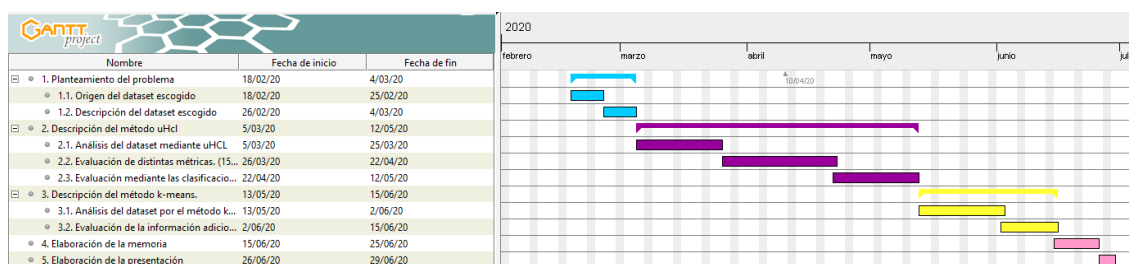 GANTT
project
2020
febrero marzo abril mayo junio jul
Nombre Fecha de inicio Fecha de fin
10/04/20
1. Planteamiento del problema 18/02/20 4/03/20
1.1. Origen del dataset escogido 18/02/20 25/02/20
1.2. Descripción del dataset escogido 26/02/20 4/03/20
2. Descripción del método uHcl 5/03/20 12/05/20
2.1. Análisis del dataset mediante uHCL 5/03/20 25/03/20
2.2. Evaluación de distintas métricas. (15... 26/03/20 22/04/20
2.3. Evaluación mediante las clasificacio... 22/04/20 12/05/20
3. Descripción del método k-means. 13/05/20 15/06/20
3.1. Análisis del dataset por el método k... 13/05/20 2/06/20
3.2. Evaluación de la información adicio... 2/06/20 15/06/20
4. Elaboración de la memoria 15/06/20 25/06/20
5. Elaboración de la presentación 26/06/20 29/06/20